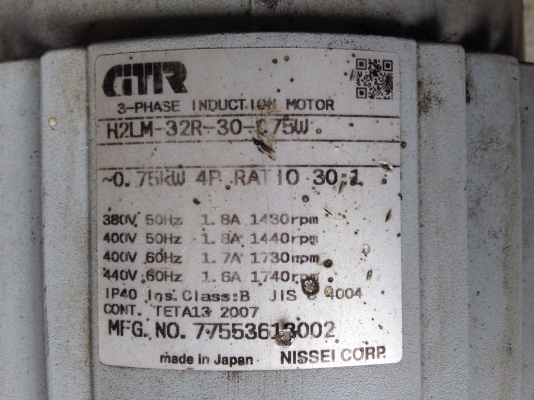 GTR
3-PHASE INDUCTION MOTOR
H2LM-32R-30-075W
~0.75kW 4P RATIO 30:1
380V 50Hz 1.8A 1430rpm
400V 50Hz 1.8A 1440rpm
400V 60Hz 1.7A 1730rpm
440V 60Hz 1.6A 1740rpm
IP40 Ins.Class:B JIS C 4004
CONT. TETA13 2007
MFG. NO.
made in Japan NISSEI CORP.